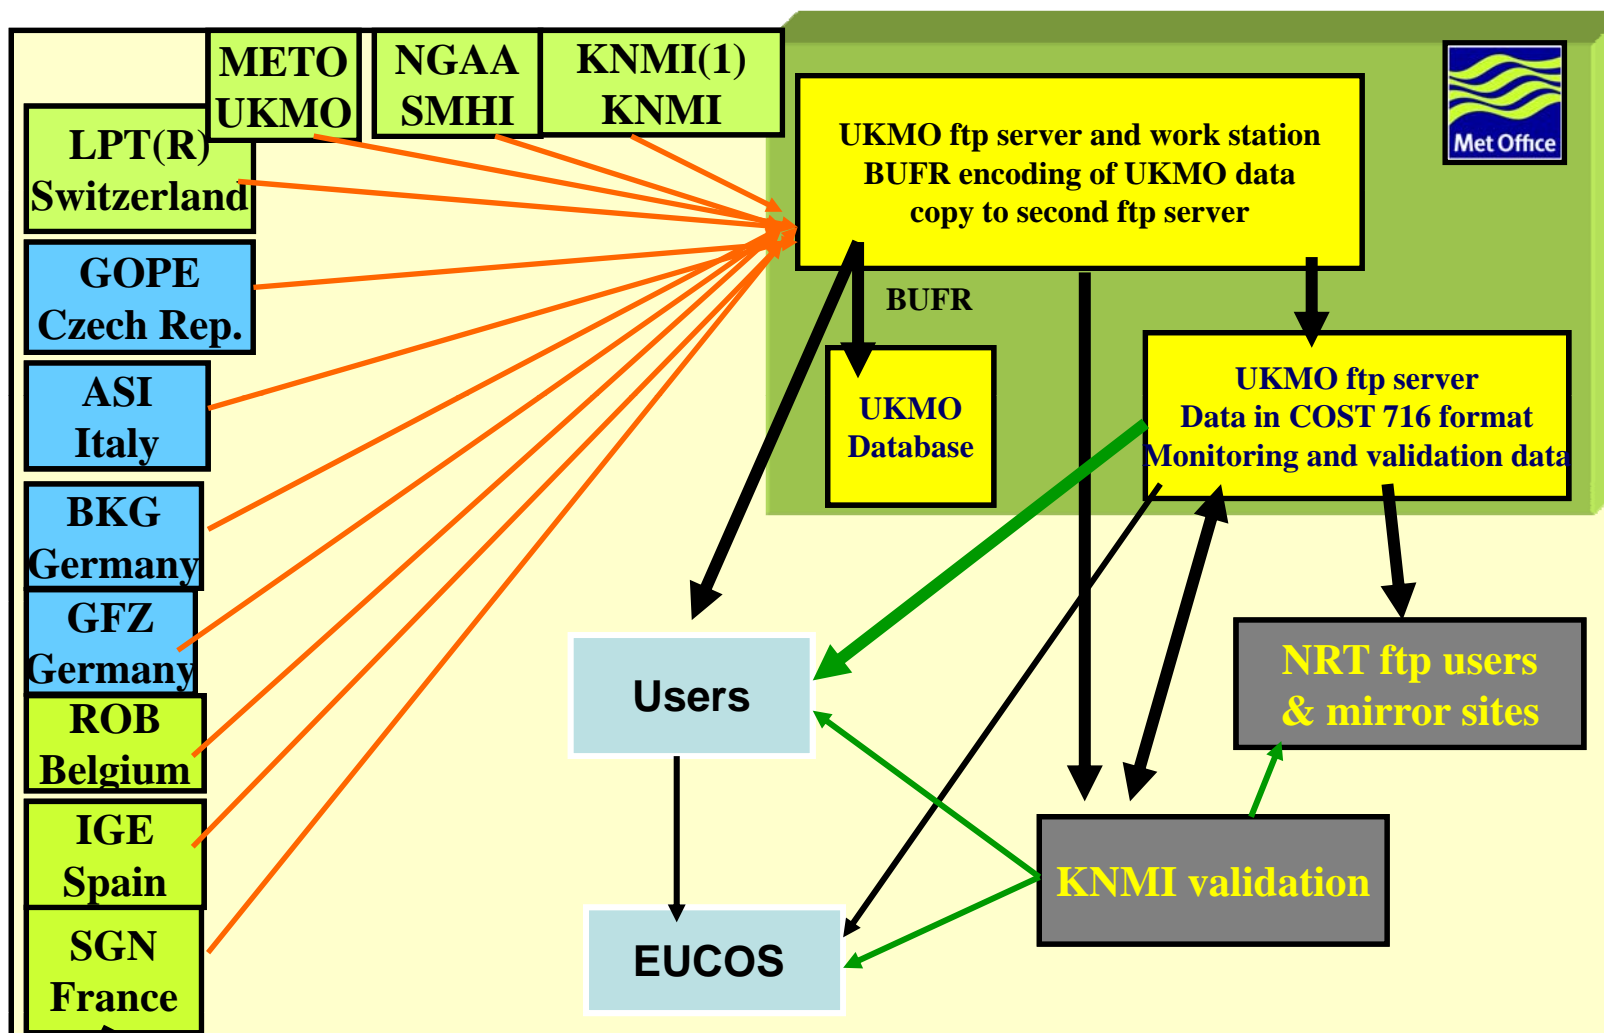 METO
UKMO
NGAA
SMHI
KNMI(1)
KNMI
LPT(R)
Switzerland
GOPE
Czech Rep.
ASI
Italy
BKG
Germany
GFZ
Germany
ROB
Belgium
IGE
Spain
SGN
France
UKMO ftp server and work station
BUFR encoding of UKMO data
copy to second ftp server
Met Office
BUFR
UKMO
Database
UKMO ftp server
Data in COST 716 format
Monitoring and validation data
Users
NRT ftp users
& mirror sites
KNMI validation
EUCOS